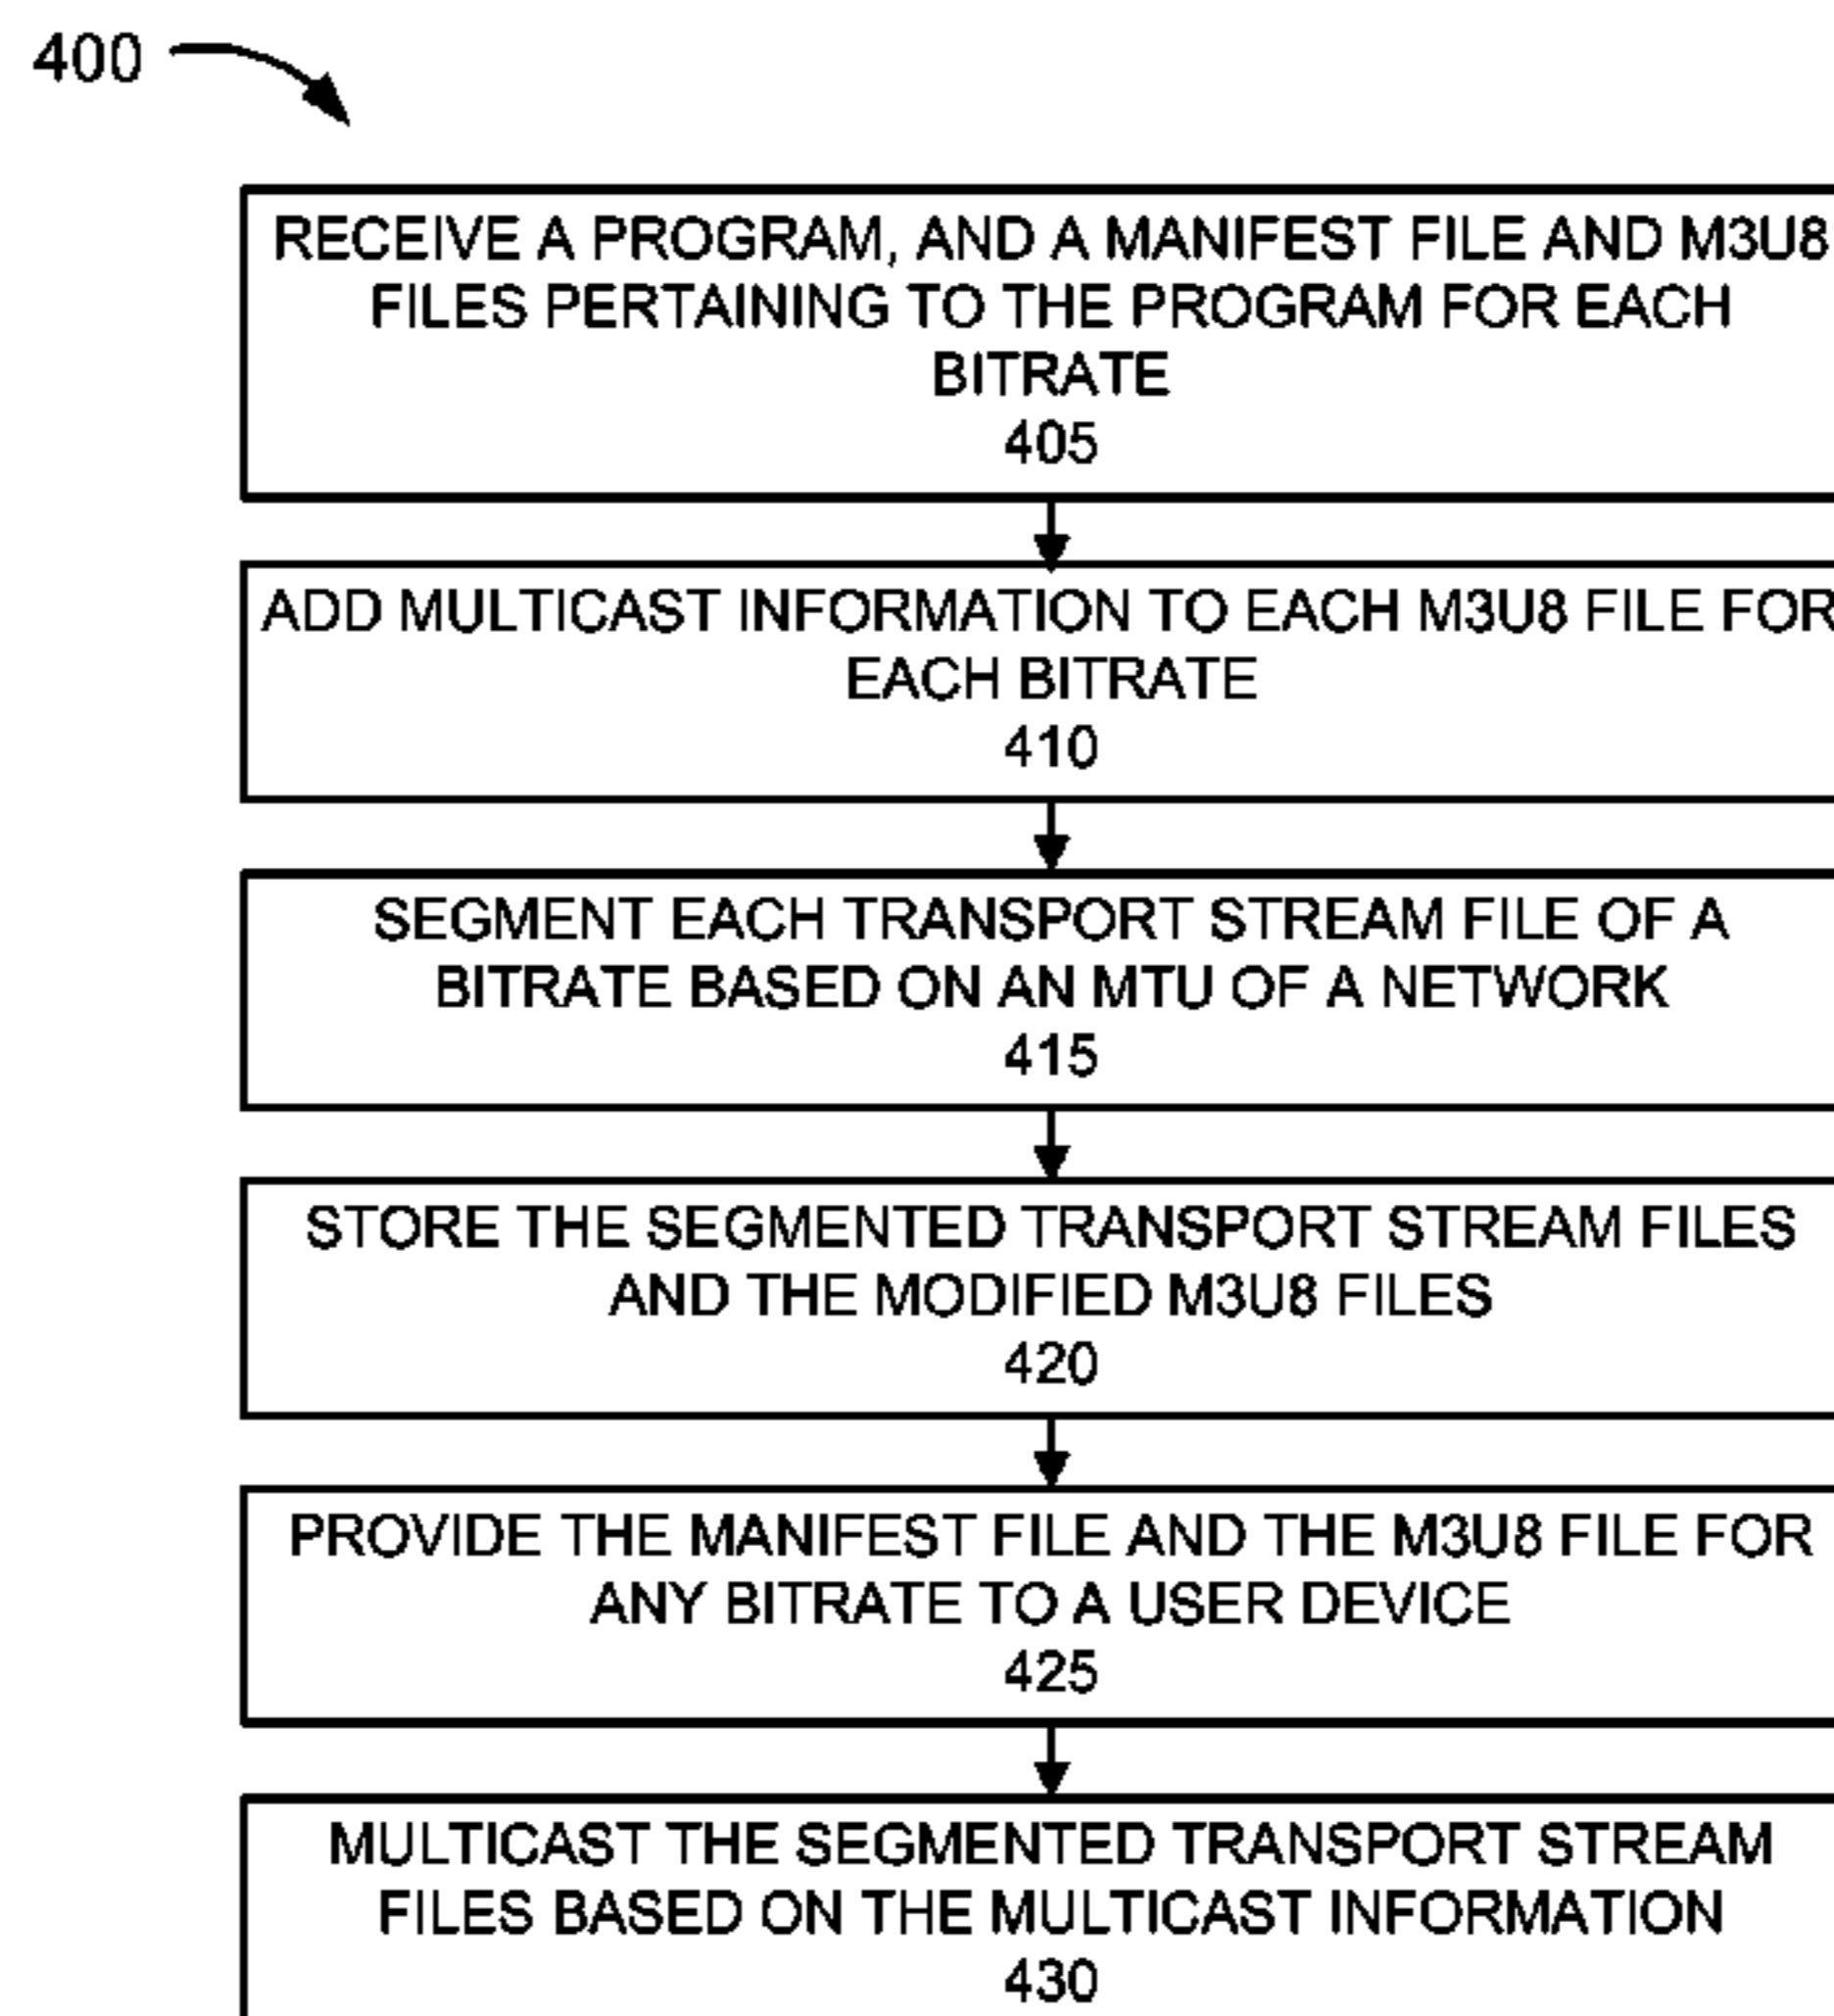 400
RECEIVE A PROGRAM, AND A MANIFEST FILE AND M3U8
FILES PERTAINING TO THE PROGRAM FOR EACH
BITRATE
405
ADD MULTICAST INFORMATION TO EACH M3U8 FILE FOR
EACH BITRATE
410
SEGMENT EACH TRANSPORT STREAM FILE OF A
BITRATE BASED ON AN MTU OF A NETWORK
415
STORE THE SEGMENTED TRANSPORT STREAM FILES
AND THE MODIFIED M3U8 FILES
420
PROVIDE THE MANIFEST FILE AND THE M3U8 FILE FOR
ANY BITRATE TO A USER DEVICE
425
MULTICAST THE SEGMENTED TRANSPORT STREAM
FILES BASED ON THE MULTICAST INFORMATION
430